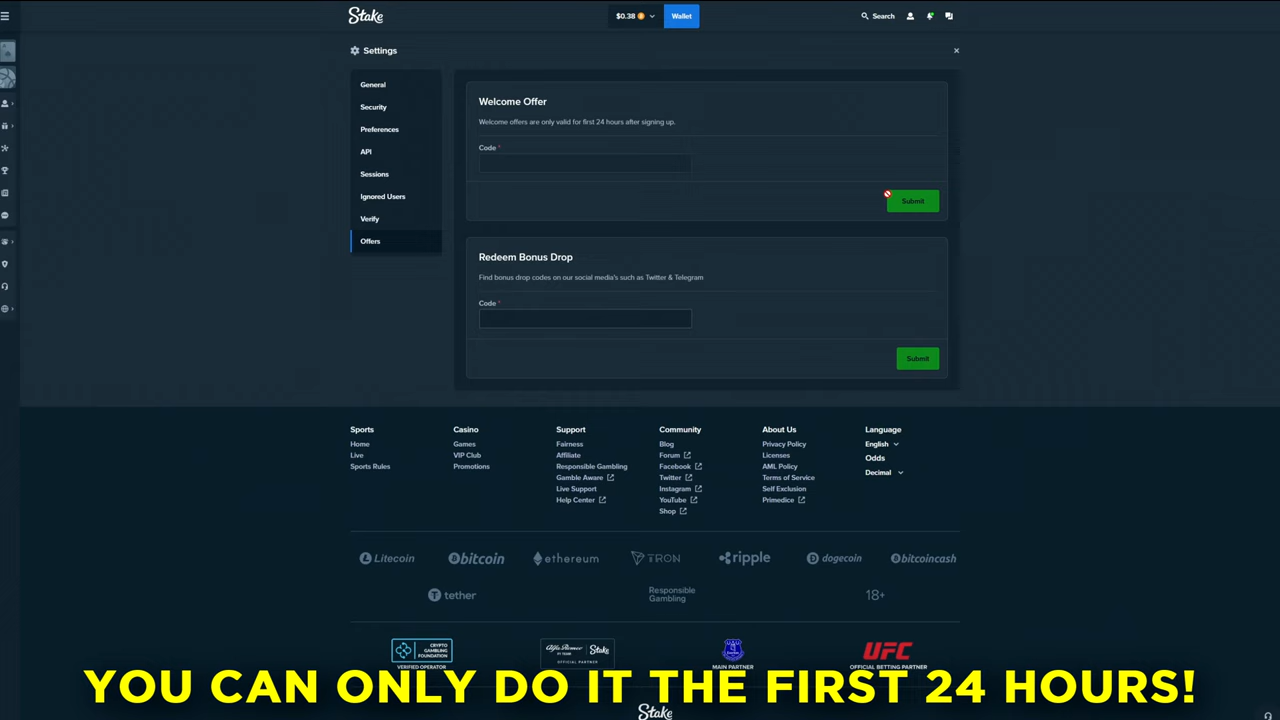 Stake
$0.38
Wallet
Search
Settings
General
Security
Preferences
API
Sessions
Ignored Users
Verify
Offers
Welcome Offer
Welcome offers are only valid for first 24 hours after signing up.
Code *
Submit
Redeem Bonus Drop
Find bonus drop codes on our social media's such as Twitter & Telegram
Code *
Submit
Sports
Home
Live
Sports Rules
Casino
Games
VIP Club
Promotions
Support
Fairness
Affiliate
Responsible Gambling
Gamble Aware
Live Support
Help Center
Community
Blog
Forum
Facebook
Twitter
Instagram
YouTube
Shop
About Us
Privacy Policy
Licenses
AML Policy
Terms of Service
Self Exclusion
Primedice
Language
English
Odds
Decimal
Litecoin
bitcoin
ethereum
TRON
ripple
dogecoin
bitcoincash
tether
Responsible
Gambling
18+
CRYPTO
GAMBLING
FOUNDATION
VERIFIED OPERATOR
Alfa Romeo
F1 TEAM
Stake
OFFICIAL PARTNER
MAIN PARTNER
UFC
OFFICIAL BETTING PARTNER
YOU CAN ONLY DO IT THE FIRST 24 HOURS!
Stake